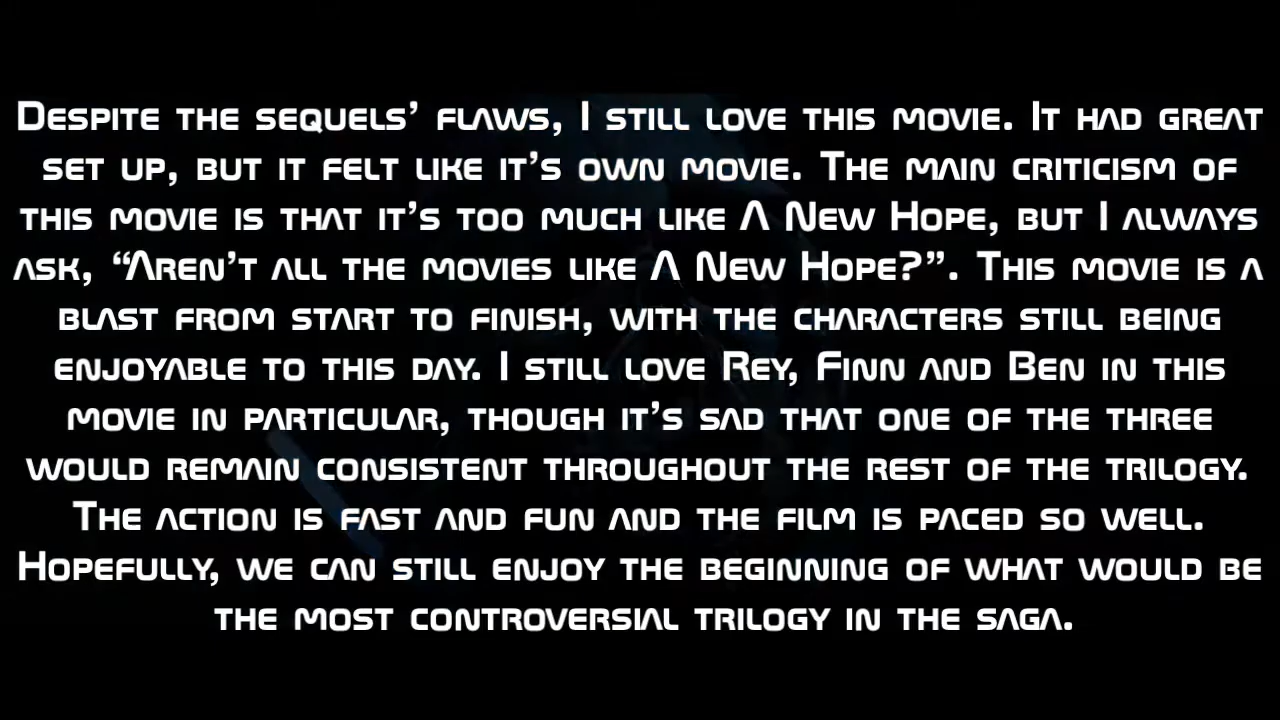 Despite the sequels' flaws, I still love this movie. It had great
set up, but it felt like it's own movie. The main criticism of
this movie is that it's too much like A New Hope, but I always
ask, “Aren't all the movies like A New Hope?”. This movie is a
blast from start to finish, with the characters still being
enjoyable to this day. I still love Rey, Finn and Ben in this
movie in particular, though it's sad that one of the three
would remain consistent throughout the rest of the trilogy.
The action is fast and fun and the film is paced so well.
Hopefully, we can still enjoy the beginning of what would be
the most controversial trilogy in the saga.